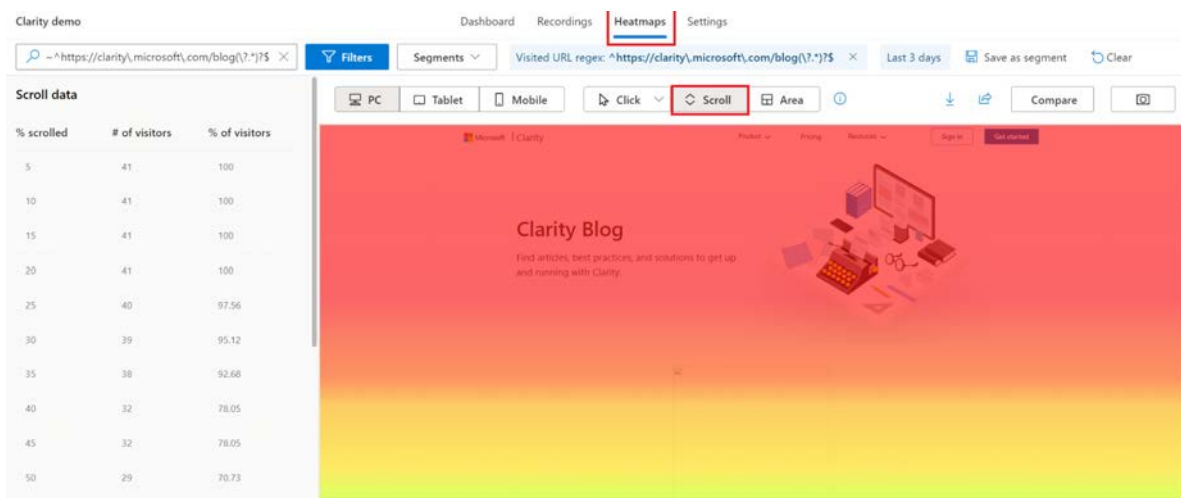 Clarity demo
Dashboard Recordings Heatmaps Settings
~^https://clarity\.microsoft\.com/blog(\?.*)?$
Filters
Segments
Visited URL regex: ^https://clarity\.microsoft\.com/blog(\?.*)?$
Last 3 days
Save as segment
Clear
Scroll data
PC Tablet Mobile
Click Scroll Area
Compare
% scrolled # of visitors % of visitors
5 41 100
10 41 100
15 41 100
20 41 100
25 40 97.56
30 39 95.12
35 38 92.68
40 32 78.05
45 32 78.05
50 29 70.73
Microsoft | Clarity
Product Pricing Resources Sign in Get started
Clarity Blog
Find articles, best practices, and solutions to get up
and running with Clarity.